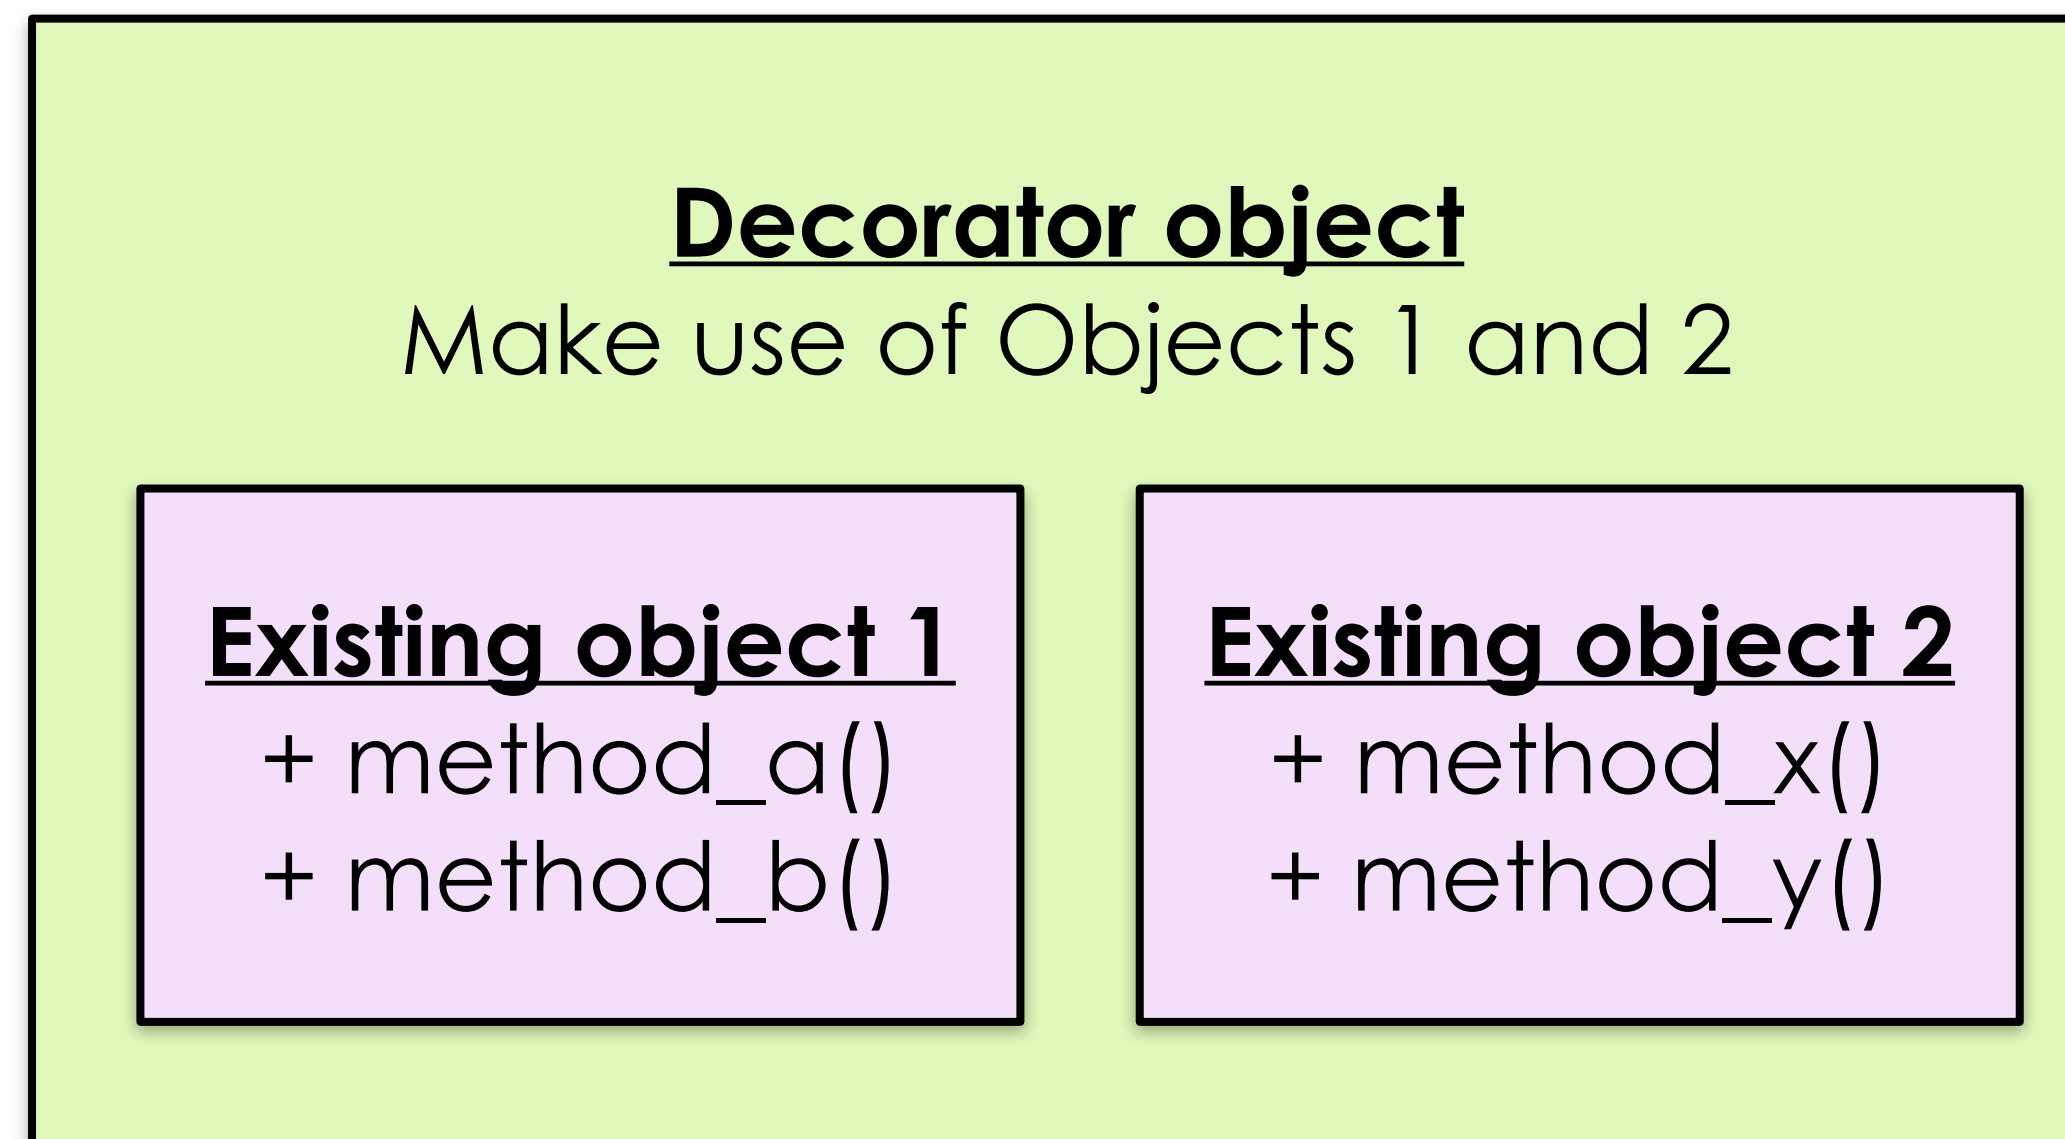 Decorator object
Make use of Objects 1 and 2
Existing object 1
+ method_a()
+ method_b()
Existing object 2
+ method_x()
+ method_y()